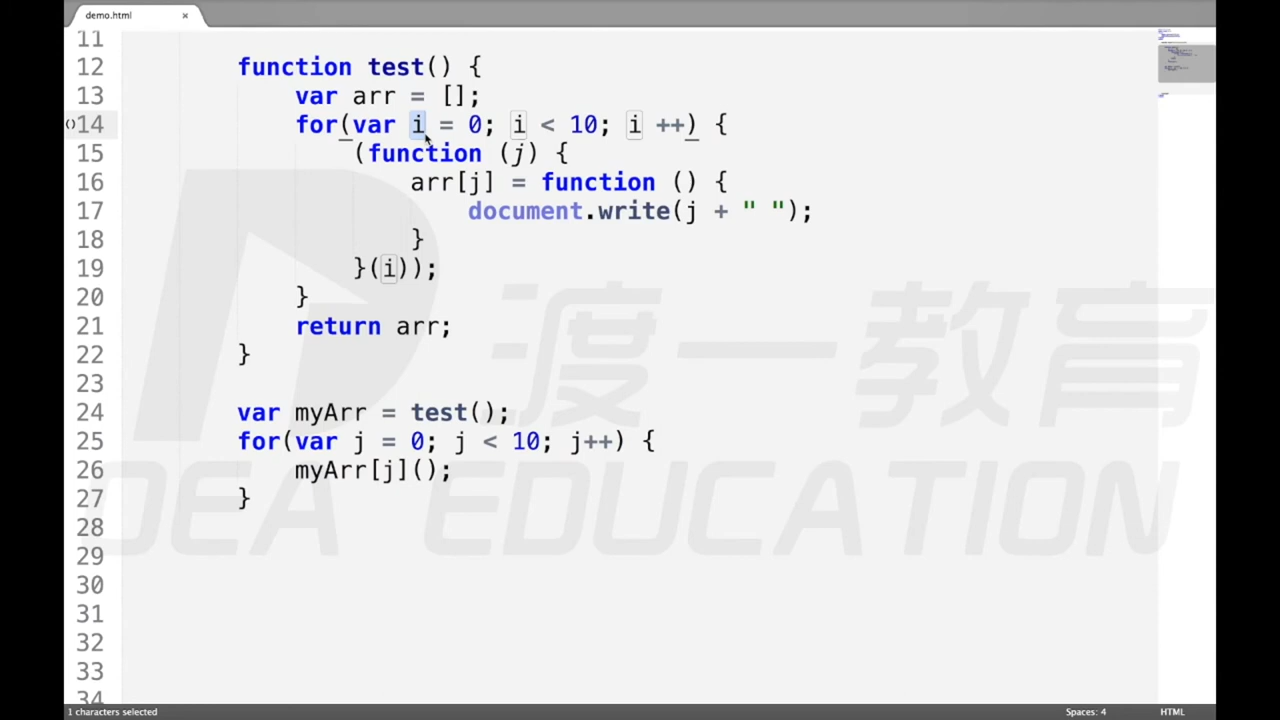 demo.html ×
11
12 function test() {
13 var arr = [];
14 for(var i = 0; i < 10; i ++) {
15 (function (j) {
16 arr[j] = function () {
17 document.write(j + " ");
18 }
19 }(i));
20 }
21 return arr;
22 }
23
24 var myArr = test();
25 for(var j = 0; j < 10; j++) {
26 myArr[j]();
27 }
28
29
30
31
32
33
34
渡一教育
DEA EDUCATION
1 characters selected Spaces: 4 HTML